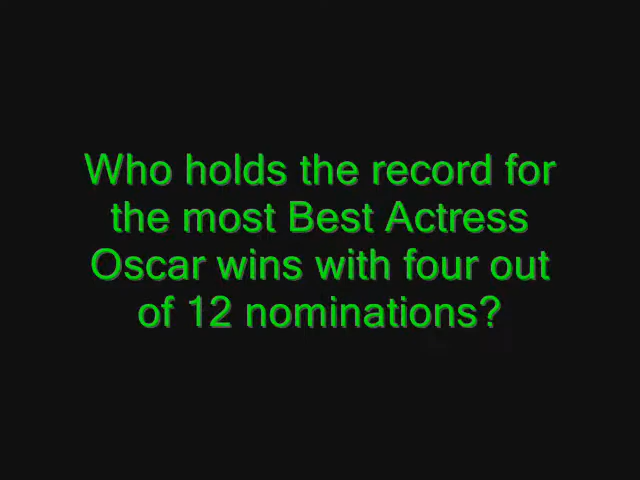 Who holds the record for
the most Best Actress
Oscar wins with four out
of 12 nominations?